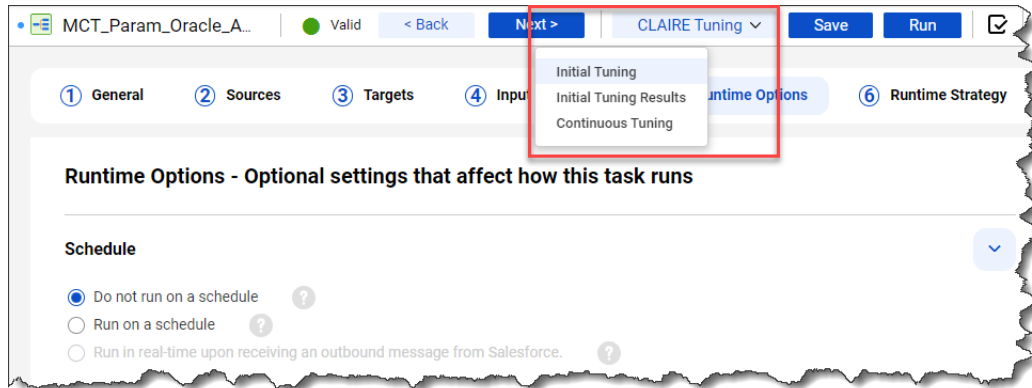 MCT_Param_Oracle_A... Valid < Back Next > CLAIRE Tuning Save Run
Initial Tuning
Initial Tuning Results
Continuous Tuning
1 General 2 Sources 3 Targets 4 Input untime Options 6 Runtime Strategy
Runtime Options - Optional settings that affect how this task runs
Schedule
Do not run on a schedule ?
Run on a schedule ?
Run in real-time upon receiving an outbound message from Salesforce. ?